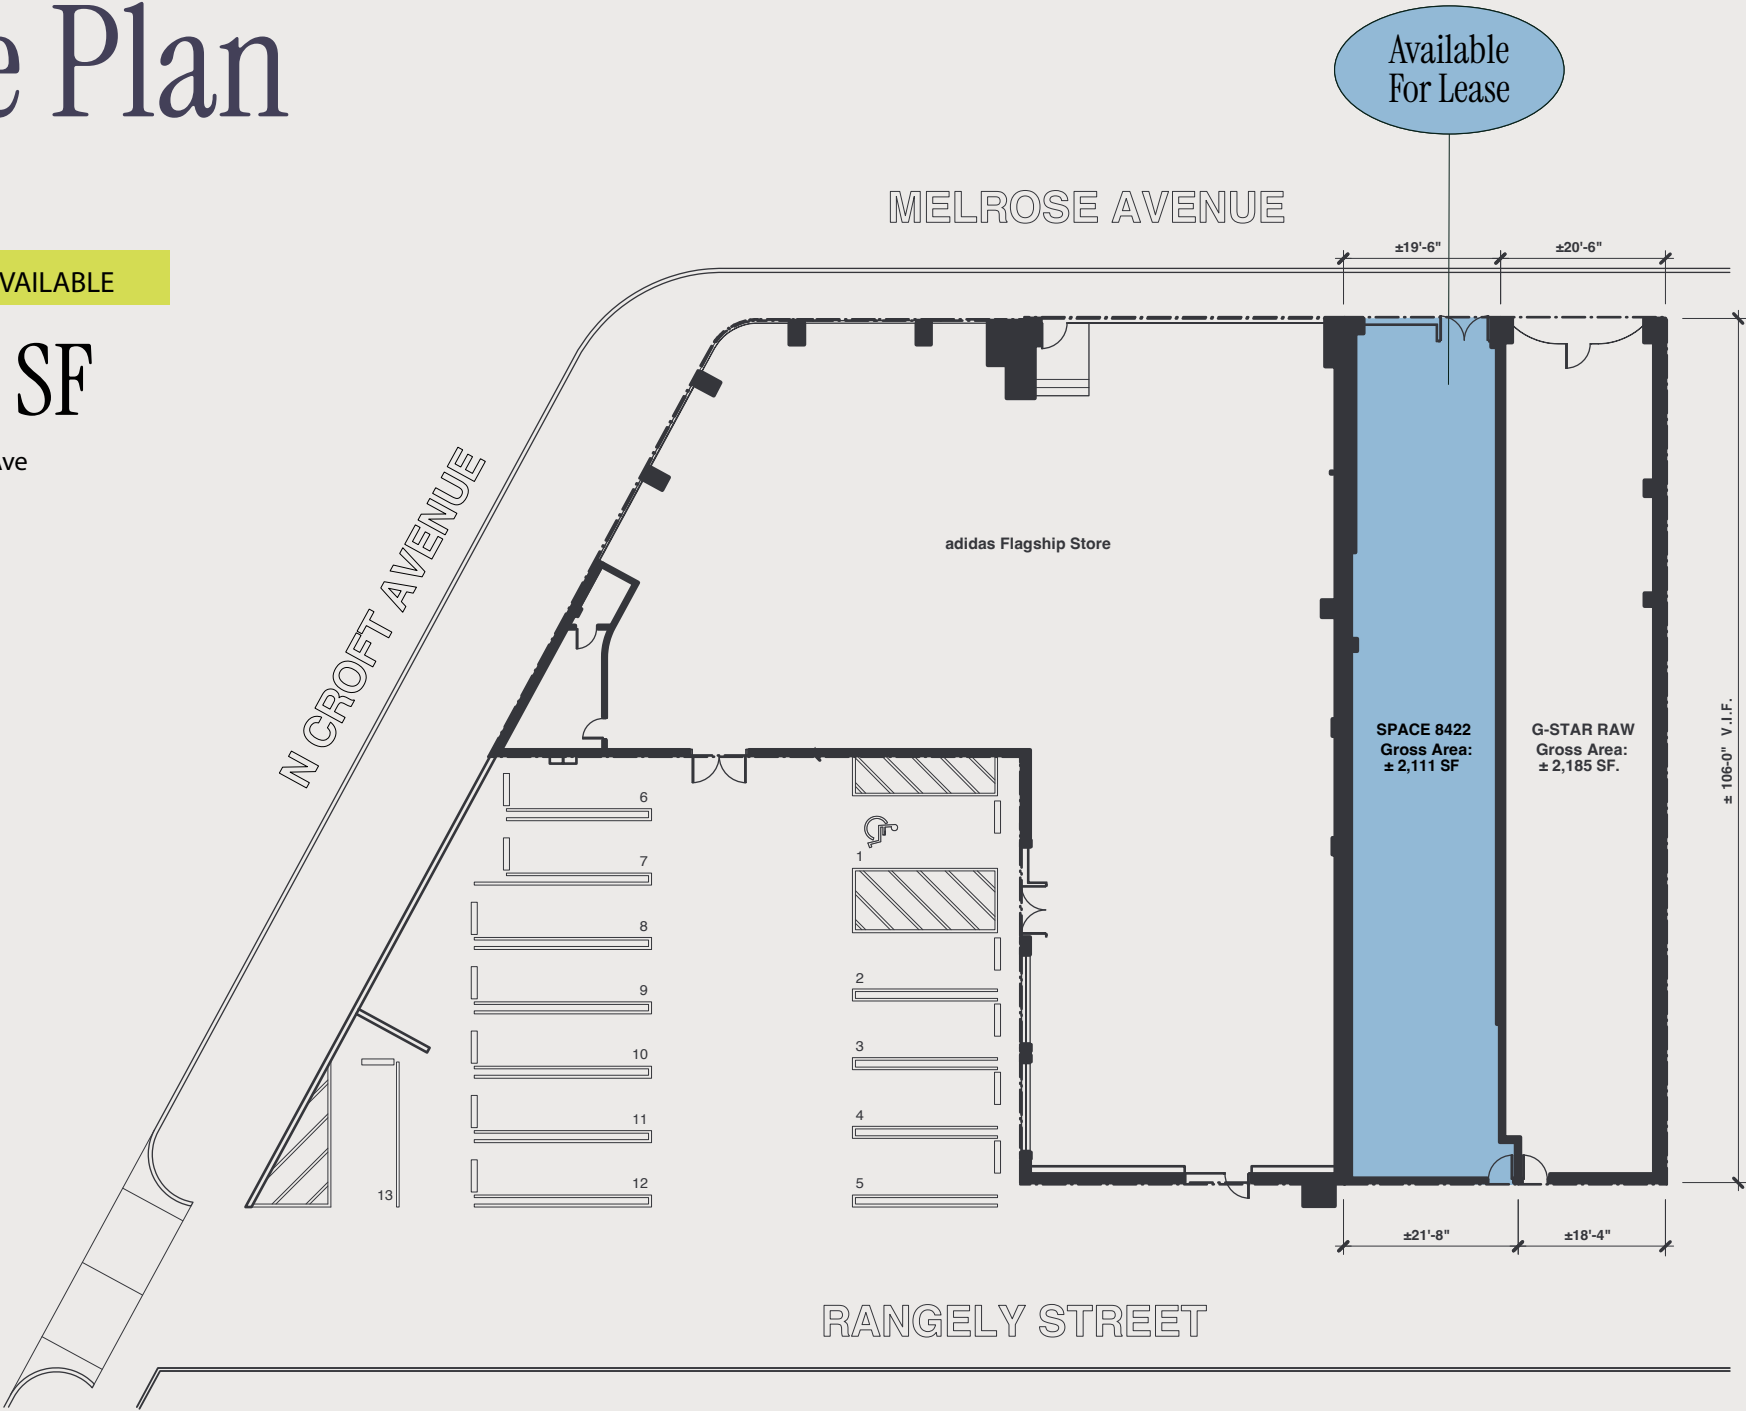 e Plan
Available
For Lease
MELROSE AVENUE
±19'-6"
±20'-6"
VAILABLE
SF
Ave
N CROFT AVENUE
adidas Flagship Store
SPACE 8422
Gross Area:
± 2,111 SF
G-STAR RAW
Gross Area:
± 2,185 SF.
± 106-0" V.I.F.
6
7
8
9
10
11
12
13
1
2
3
4
5
±21'-8"
±18'-4"
RANGELY STREET